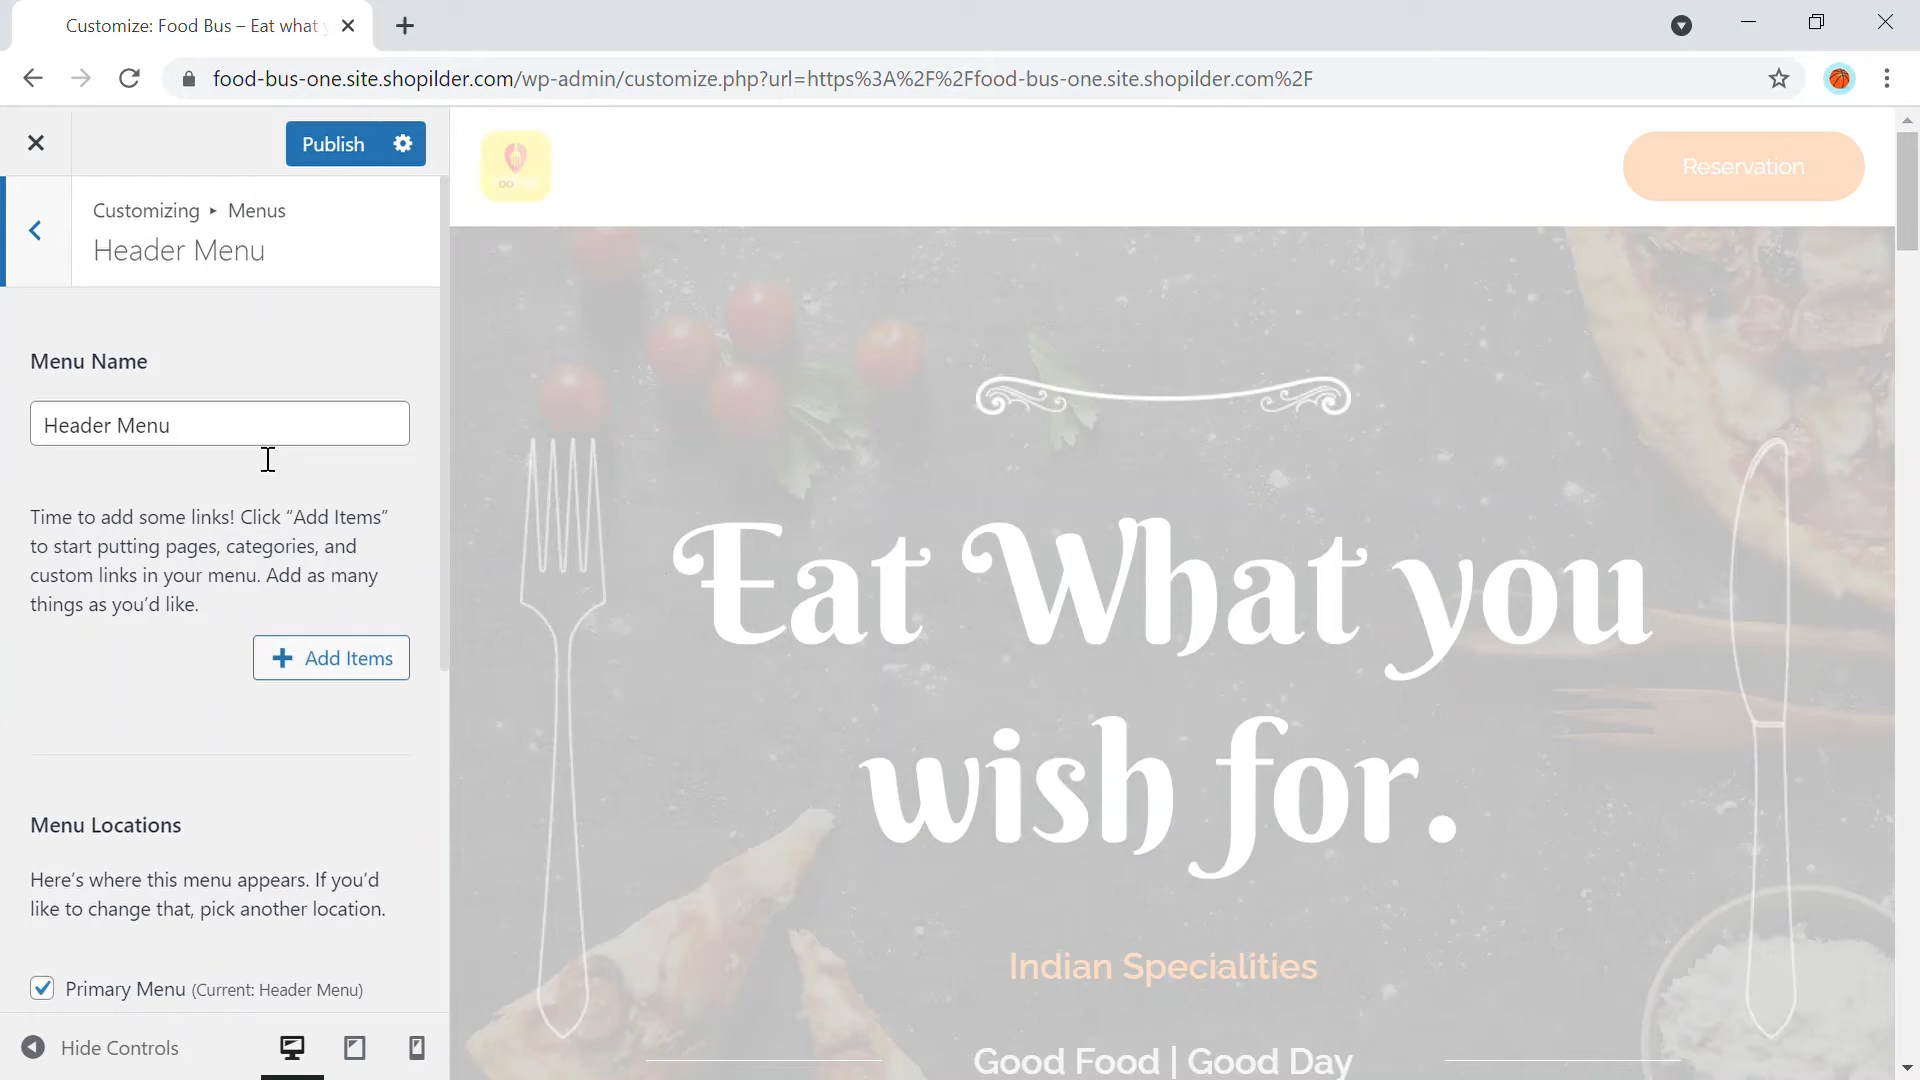 Customize: Food Bus – Eat what
food-bus-one.site.shopilder.com/wp-admin/customize.php?url=https%3A%2F%2Ffood-bus-one.site.shopilder.com%2F
Publish
Customizing ▸ Menus
Header Menu
Menu Name
Header Menu
Time to add some links! Click “Add Items”
to start putting pages, categories, and
custom links in your menu. Add as many
things as you’d like.
Add Items
Menu Locations
Here’s where this menu appears. If you’d
like to change that, pick another location.
Primary Menu (Current: Header Menu)
Hide Controls
Reservation
Eat What you
wish for.
Indian Specialities
Good Food | Good Day